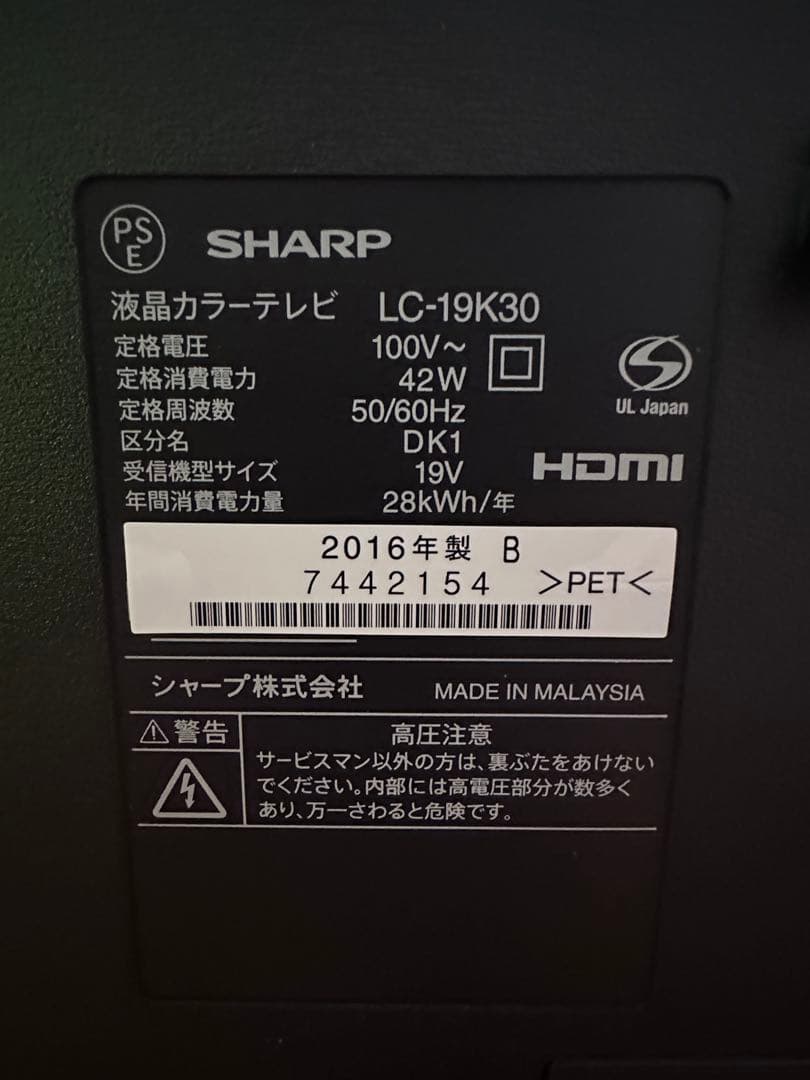 PS
E
SHARP
液晶カラーテレビ LC-19K30
定格電圧 100V～
定格消費電力 42W
定格周波数 50/60Hz
UL Japan
区分名 DK1
受信機型サイズ 19V
HDMI
年間消費電力量 28kWh/年
2016年製 B
7442154 >PET<
シャープ株式会社 MADE IN MALAYSIA
警告
高圧注意
サービスマン以外の方は、裏ぶたをあけない
でください。内部には高電圧部分が数多く
あり、万一さわると危険です。